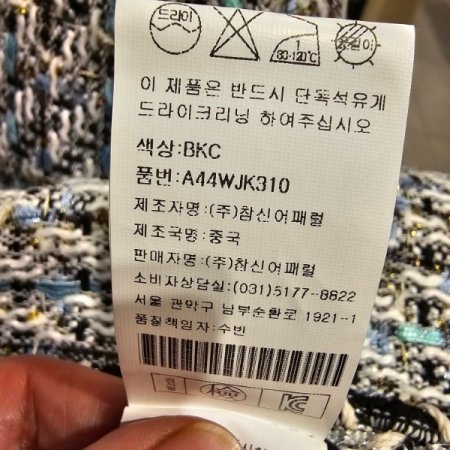 드라이
1
80-120℃
이 제품은 반드시 단독석유계
드라이크리닝 하여주십시오
색상:BKC
품번:A44WJK310
제조자명:(주)참신어패럴
제조국명:중국
판매자명:(주)참신어패럴
소비자상담실:(031)5177-8822
서울 관악구 남부순환로 1921-1
품질책임자:수빈